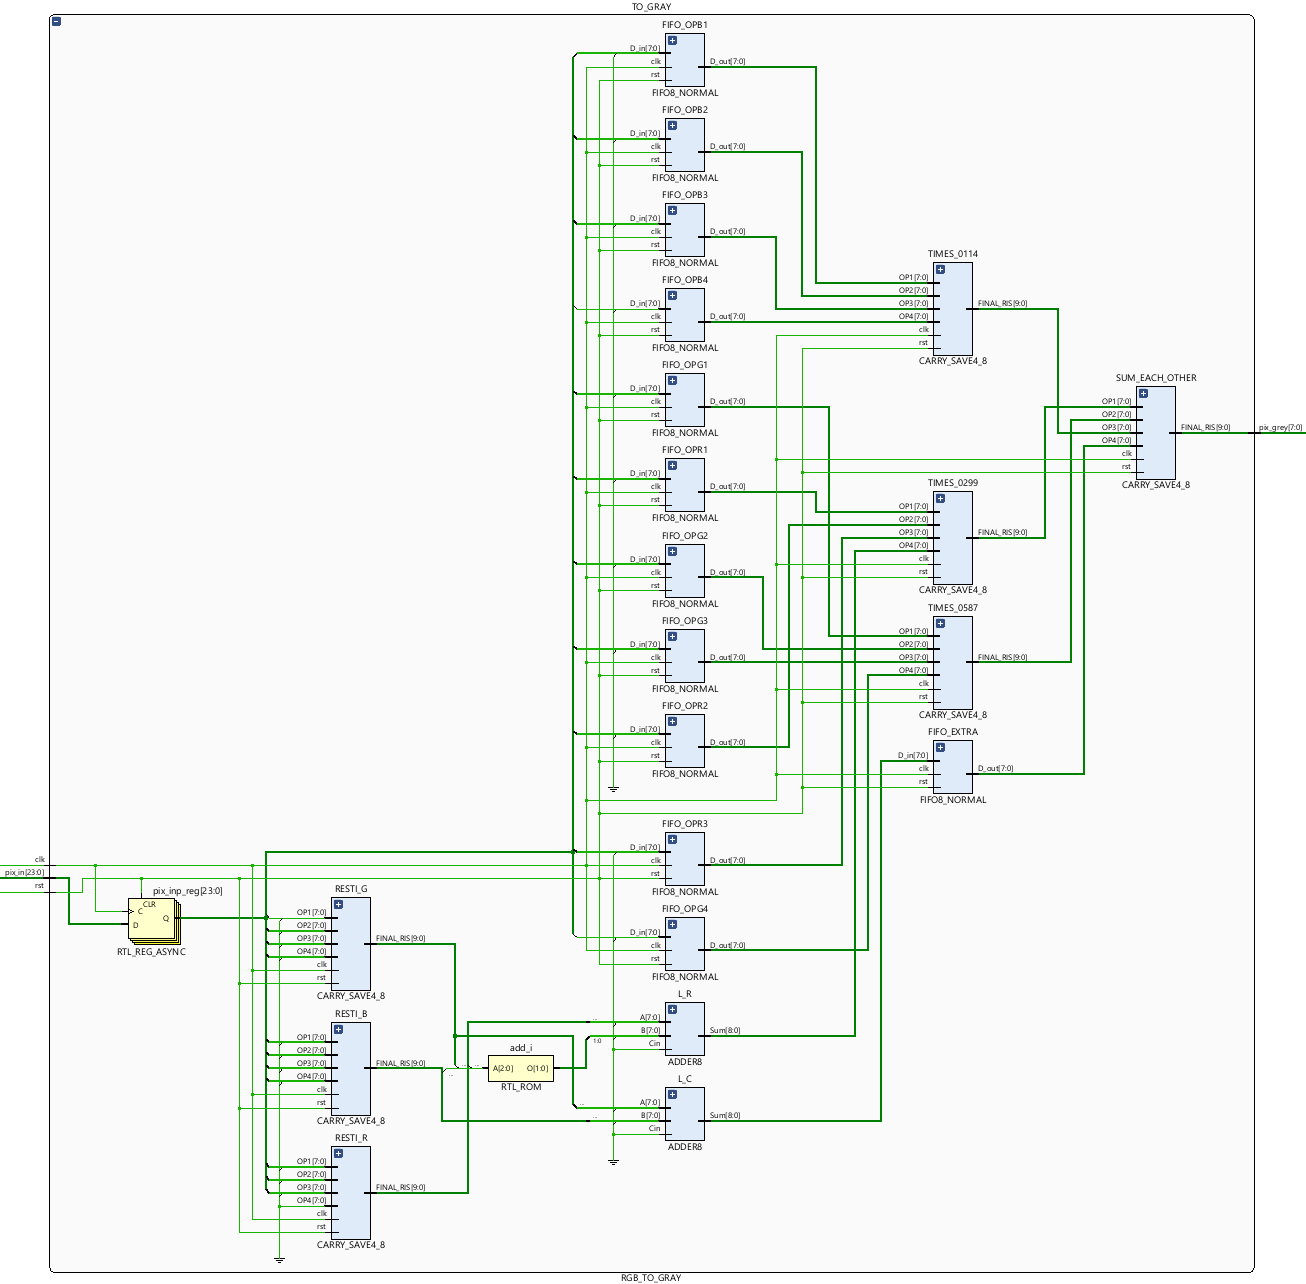 TO_GRAY
FIFO_OPB1
D_in[7:0]
clk
rst
D_out[7:0]
FIFO8_NORMAL
FIFO_OPB2
D_in[7:0]
clk
rst
D_out[7:0]
FIFO8_NORMAL
FIFO_OPB3
D_in[7:0]
clk
rst
D_out[7:0]
FIFO8_NORMAL
FIFO_OPB4
D_in[7:0]
clk
rst
D_out[7:0]
FIFO8_NORMAL
FIFO_OPG1
D_in[7:0]
clk
rst
D_out[7:0]
FIFO8_NORMAL
FIFO_OPR1
D_in[7:0]
clk
rst
D_out[7:0]
FIFO8_NORMAL
FIFO_OPG2
D_in[7:0]
clk
rst
D_out[7:0]
FIFO8_NORMAL
FIFO_OPG3
D_in[7:0]
clk
rst
D_out[7:0]
FIFO8_NORMAL
FIFO_OPR2
D_in[7:0]
clk
rst
D_out[7:0]
FIFO8_NORMAL
TIMES_0114
OP1[7:0]
OP2[7:0]
OP3[7:0]
OP4[7:0]
clk
rst
FINAL_RIS[9:0]
CARRY_SAVE4_8
SUM_EACH_OTHER
OP1[7:0]
OP2[7:0]
OP3[7:0]
OP4[7:0]
clk
rst
FINAL_RIS[9:0]
CARRY_SAVE4_8
pix_grey[7:0]
TIMES_0299
OP1[7:0]
OP2[7:0]
OP3[7:0]
OP4[7:0]
clk
rst
FINAL_RIS[9:0]
CARRY_SAVE4_8
TIMES_0587
OP1[7:0]
OP2[7:0]
OP3[7:0]
OP4[7:0]
clk
rst
FINAL_RIS[9:0]
CARRY_SAVE4_8
FIFO_EXTRA
D_in[7:0]
clk
rst
D_out[7:0]
FIFO8_NORMAL
FIFO_OPR3
D_in[7:0]
clk
rst
D_out[7:0]
FIFO8_NORMAL
FIFO_OPG4
D_in[7:0]
clk
rst
D_out[7:0]
FIFO8_NORMAL
clk
pix_in[23:0]
rst
pix_inp_reg[23:0]
CLR
C
D
Q
RTL_REG_ASYNC
RESTI_G
OP1[7:0]
OP2[7:0]
OP3[7:0]
OP4[7:0]
clk
rst
FINAL_RIS[9:0]
CARRY_SAVE4_8
RESTI_B
OP1[7:0]
OP2[7:0]
OP3[7:0]
OP4[7:0]
clk
rst
FINAL_RIS[9:0]
CARRY_SAVE4_8
RESTI_R
OP1[7:0]
OP2[7:0]
OP3[7:0]
OP4[7:0]
clk
rst
FINAL_RIS[9:0]
CARRY_SAVE4_8
add_i
A[2:0]
O[1:0]
RTL_ROM
...
...
...
1:0
L_R
A[7:0]
B[7:0]
Cin
Sum[8:0]
ADDER8
L_C
...
...
A[7:0]
B[7:0]
Cin
Sum[8:0]
ADDER8
RGB_TO_GRAY